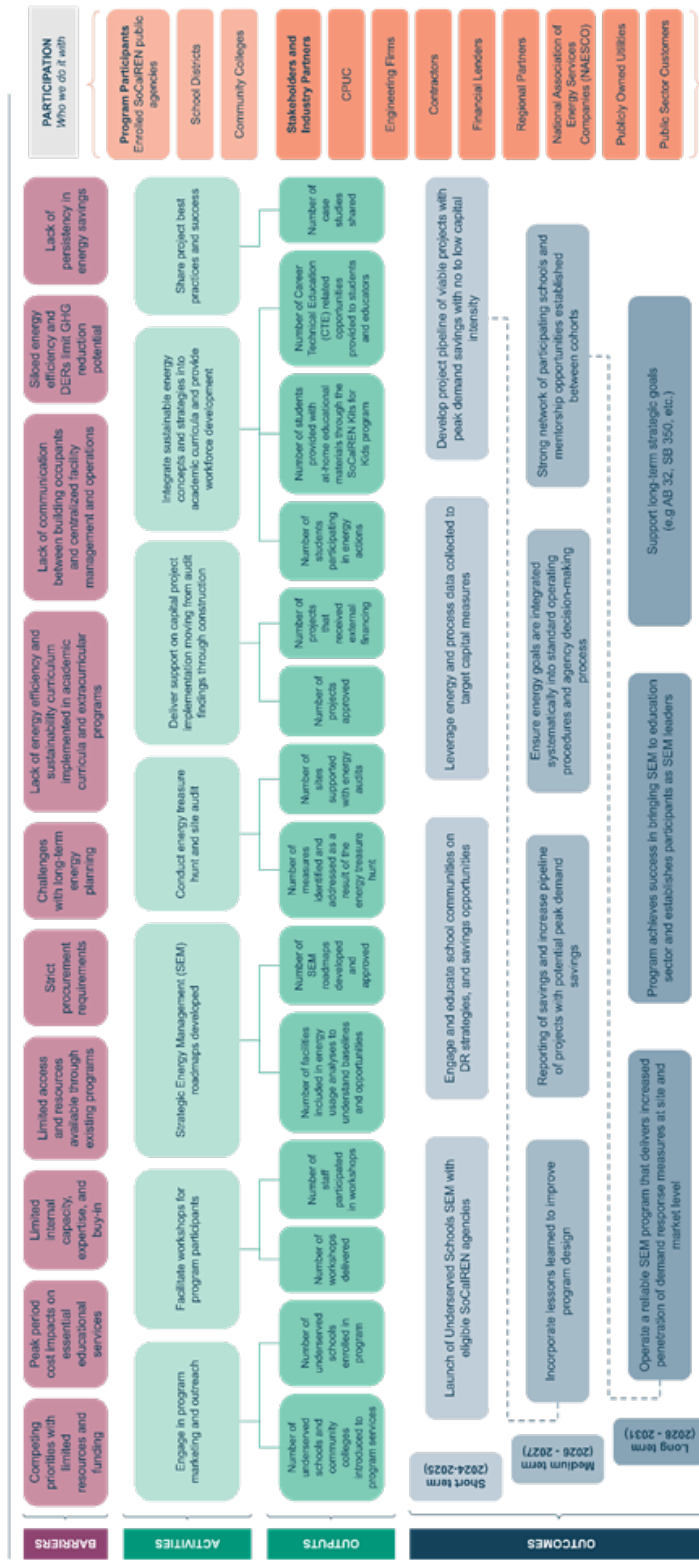 BARRIERS
Competing
priorities with
limited
resources and
funding
Peak period
cost impacts on
essential
educational
services
Limited
internal
capacity,
expertise, and
buy-in
Limited access
and resources
available through
existing programs
Strict
procurement
requirements
Challenges
with long-term
energy
planning
Lack of energy efficiency and
sustainability curriculum
implemented in academic
curricula and extracurricular
programs
Lack of communication
between building occupants
and centralized facility
management and operations
Siloed energy
efficiency and
DERs limit GHG
reduction
potential
Lack of
persistency in
energy savings
ACTIVITIES
Engage in program
marketing and outreach
Facilitate workshops for
program participants
Strategic Energy Management (SEM)
roadmaps developed
Conduct energy treasure
hunt and site audit
Deliver support on capital project
implementation moving from audit
findings through construction
Integrate sustainable energy
concepts and strategies into
academic curricula and provide
workforce development
Share project best
practices and success
OUTPUTS
Number of
underserved
schools and
community
colleges
introduced to
program services
Number of
underserved
schools
enrolled in
program
Number of
workshops
delivered
Number of
staff
participated
in workshops
Number of facilities
included in energy
usage analyses to
understand baselines
and opportunities
Number of
SEM
roadmaps
developed
and
approved
Number of
measures
identified and
addressed as a
result of the
energy treasure
hunt
Number of
sites
supported
with energy
audits
Number of
projects
approved
Number of
projects
that
received
external
financing
Number of
students
participating
in energy
actions
Number of students
provided with
at-home educational
materials through the
SoCalREN Kits for
Kids program
Number of Career
Technical Education
(CTE) related
opportunities
provided to students
and educators
Number of
case
studies
shared
OUTCOMES
Short term
(2024-2025)
Launch of Underserved Schools SEM with
eligible SoCalREN agencies
Engage and educate school communities on
DR strategies, and savings opportunities
Leverage energy and process data collected to
target capital measures
Develop project pipeline of viable projects with
peak demand savings with no to low capital
intensity
Medium term
(2026 - 2027)
Incorporate lessons learned to improve
program design
Reporting of savings and increase pipeline
of projects with potential peak demand
savings
Ensure energy goals are integrated
systematically into standard operating
procedures and agency decision-making
process
Strong network of participating schools and
mentorship opportunities established
between cohorts
Long term
(2028 - 2031)
Operate a reliable SEM program that delivers increased
penetration of demand response measures at site and
market level
Program achieves success in bringing SEM to education
sector and establishes participants as SEM leaders
Support long-term strategic goals
(e.g AB 32, SB 350, etc.)
PARTICIPATION
Who we do it with
Program Participants
Enrolled SoCalREN public
agencies
School Districts
Community Colleges
Stakeholders and
Industry Partners
CPUC
Engineering Firms
Contractors
Financial Lenders
Regional Partners
National Association of
Energy Services
Companies (NAESCO)
Publicly Owned Utilities
Public Sector Customers